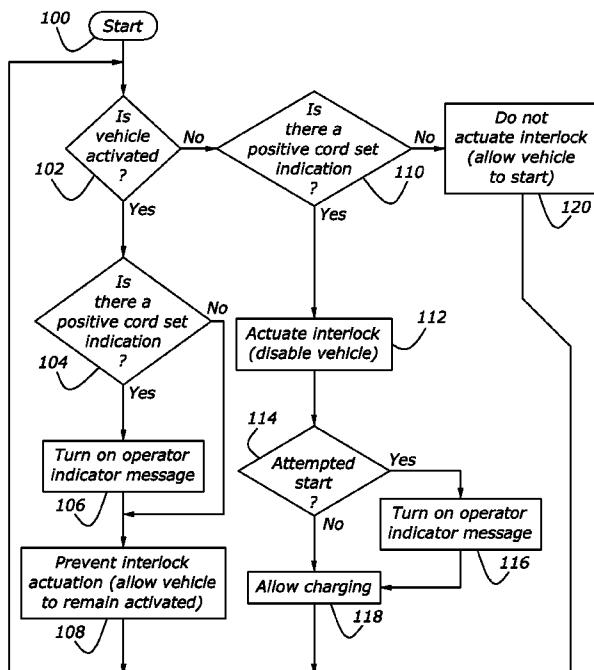 100
Start
Is
vehicle
activated
?
102
No
Yes
Is
there a
positive cord set
indication
?
110
No
Yes
Do not
actuate interlock
(allow vehicle
to start)
120
Is
there a
positive cord set
indication
?
104
No
Yes
Actuate interlock
(disable vehicle)
112
Turn on operator
indicator message
106
114
Attempted
start
?
Yes
No
Turn on operator
indicator message
116
Prevent interlock
actuation (allow vehicle
to remain activated)
108
Allow charging
118